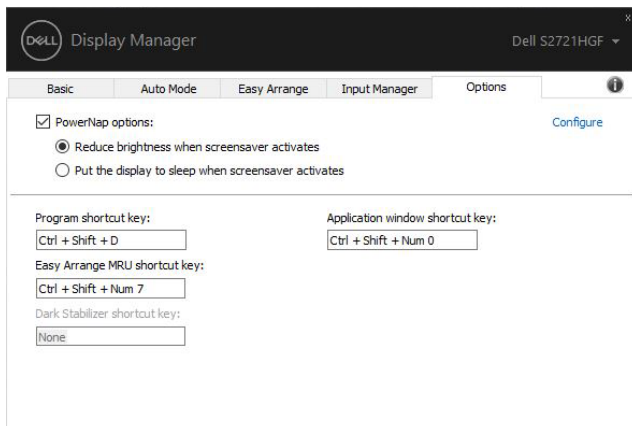 x
DELL Display Manager
Dell S2721HGF
Basic Auto Mode Easy Arrange Input Manager Options
PowerNap options:
Configure
Reduce brightness when screensaver activates
Put the display to sleep when screensaver activates
Program shortcut key:
Application window shortcut key:
Ctrl + Shift + D
Ctrl + Shift + Num 0
Easy Arrange MRU shortcut key:
Ctrl + Shift + Num 7
Dark Stabilizer shortcut key:
None